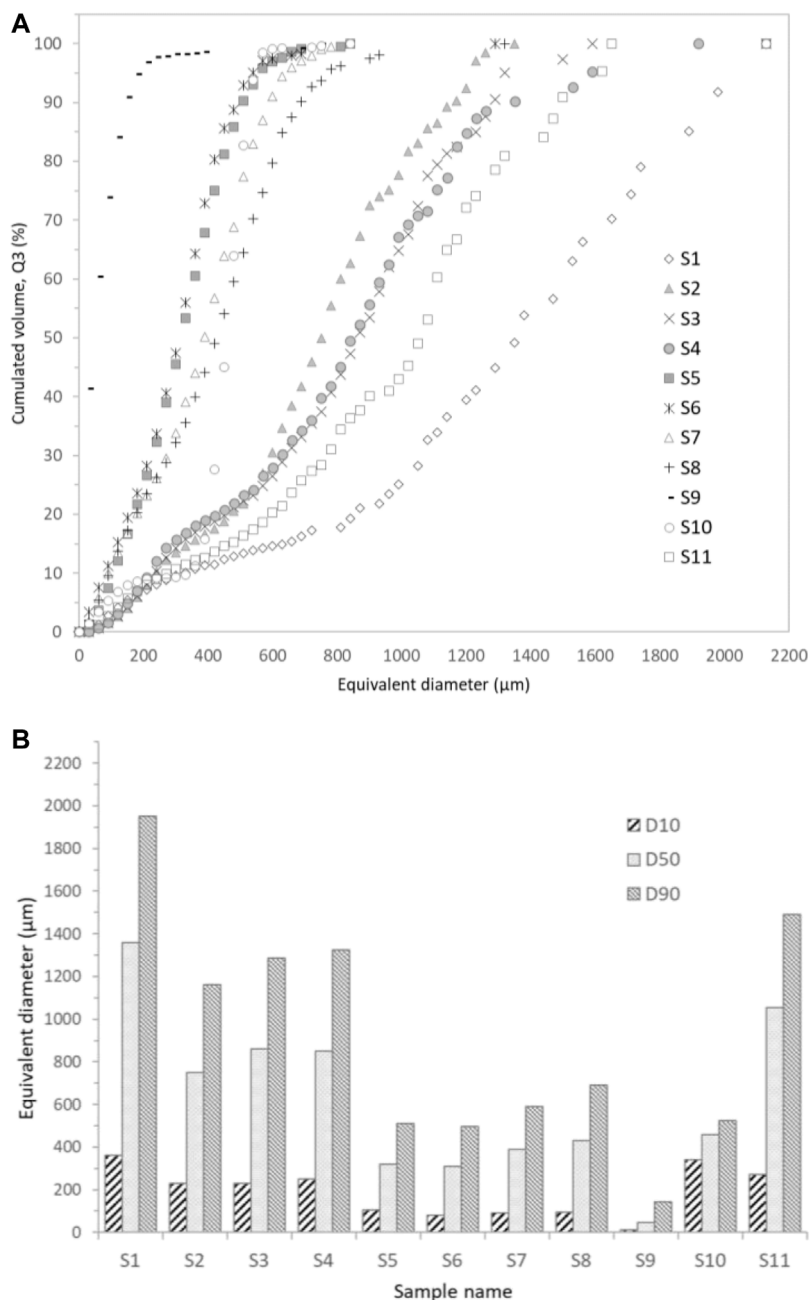 A
100
90
80
70
60
50
40
30
20
10
0
Cumulated volume, Q3 (%)
S1
S2
S3
S4
S5
S6
S7
S8
S9
S10
S11
0 200 400 600 800 1000 1200 1400 1600 1800 2000 2200
Equivalent diameter (μm)
B
2200
2000
1800
1600
1400
1200
1000
800
600
400
200
0
Equivalent diameter (μm)
D10
D50
D90
S1 S2 S3 S4 S5 S6 S7 S8 S9 S10 S11
Sample name